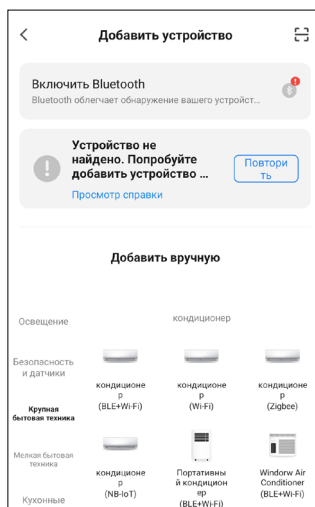 Добавить устройство
Включить Bluetooth
Bluetooth облегчает обнаружение вашего устройст...
Устройство не
найдено. Попробуйте
добавить устройство ...
Повтори
ть
Просмотр справки
Добавить вручную
Освещение
кондиционер
Безопасность
и датчики
кондиционе
р
(BLE+Wi-Fi)
кондиционе
р
(Wi-Fi)
кондиционе
р
(Zigbee)
Крупная
бытовая техника
Мелкая бытовая
техника
кондиционе
р
(NB-IoT)
Портативны
й кондицион
ер
(BLE+Wi-Fi)
Windorw Air
Conditioner
(BLE+Wi-Fi)
Кухонные